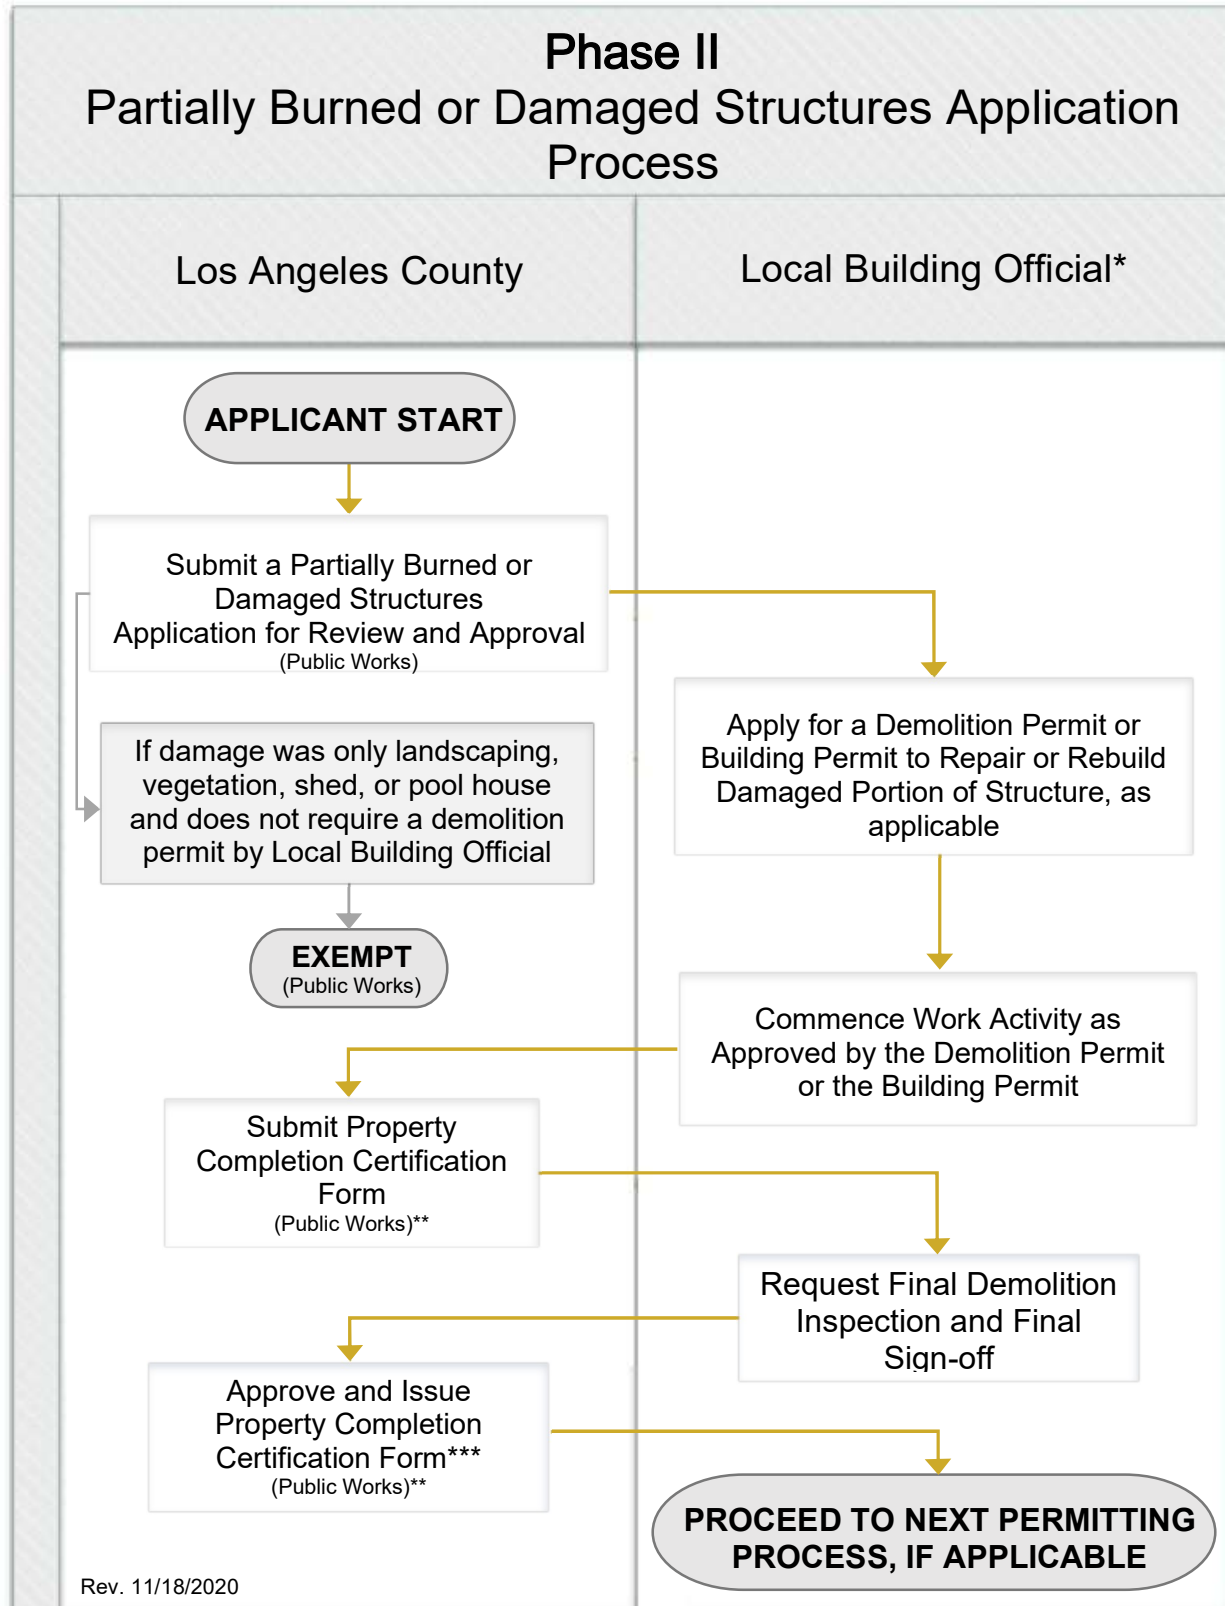 Phase II
Partially Burned or Damaged Structures Application
Process
Los Angeles County
Local Building Official*
APPLICANT START
Submit a Partially Burned or
Damaged Structures
Application for Review and Approval
(Public Works)
If damage was only landscaping,
vegetation, shed, or pool house
and does not require a demolition
permit by Local Building Official
EXEMPT
(Public Works)
Apply for a Demolition Permit or
Building Permit to Repair or Rebuild
Damaged Portion of Structure, as
applicable
Commence Work Activity as
Approved by the Demolition Permit
or the Building Permit
Submit Property
Completion Certification
Form
(Public Works)**
Request Final Demolition
Inspection and Final
Sign-off
Approve and Issue
Property Completion
Certification Form***
(Public Works)**
PROCEED TO NEXT PERMITTING
PROCESS, IF APPLICABLE
Rev. 11/18/2020